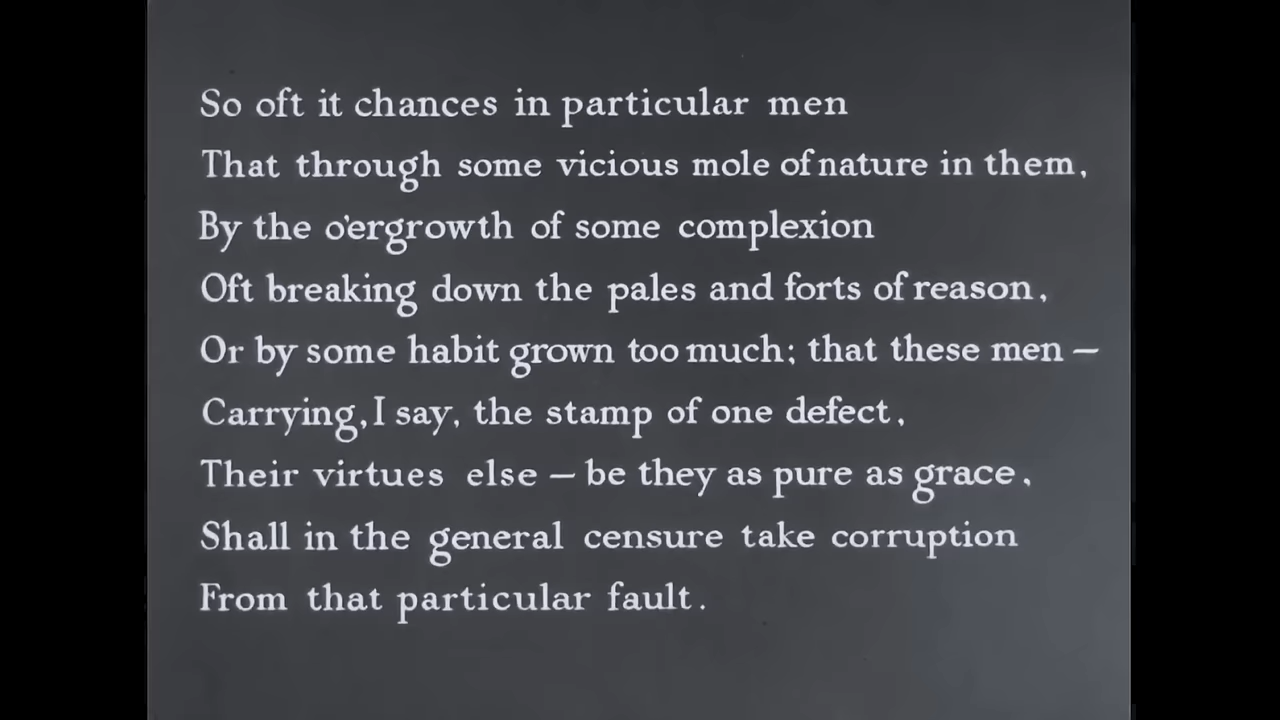 So oft it chances in particular men
That through some vicious mole of nature in them,
By the o'ergrowth of some complexion
Oft breaking down the pales and forts of reason,
Or by some habit grown too much; that these men —
Carrying, I say, the stamp of one defect,
Their virtues else — be they as pure as grace,
Shall in the general censure take corruption
From that particular fault.